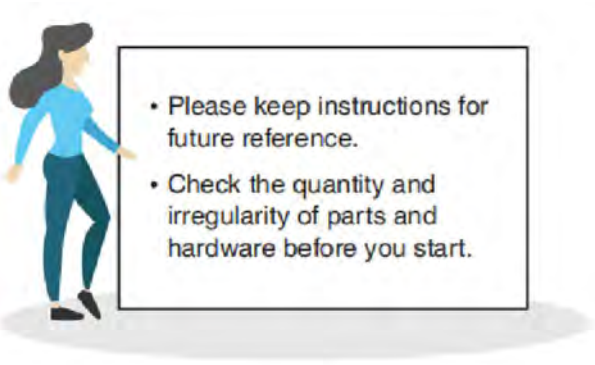 • Please keep instructions for
future reference.
• Check the quantity and
irregularity of parts and
hardware before you start.